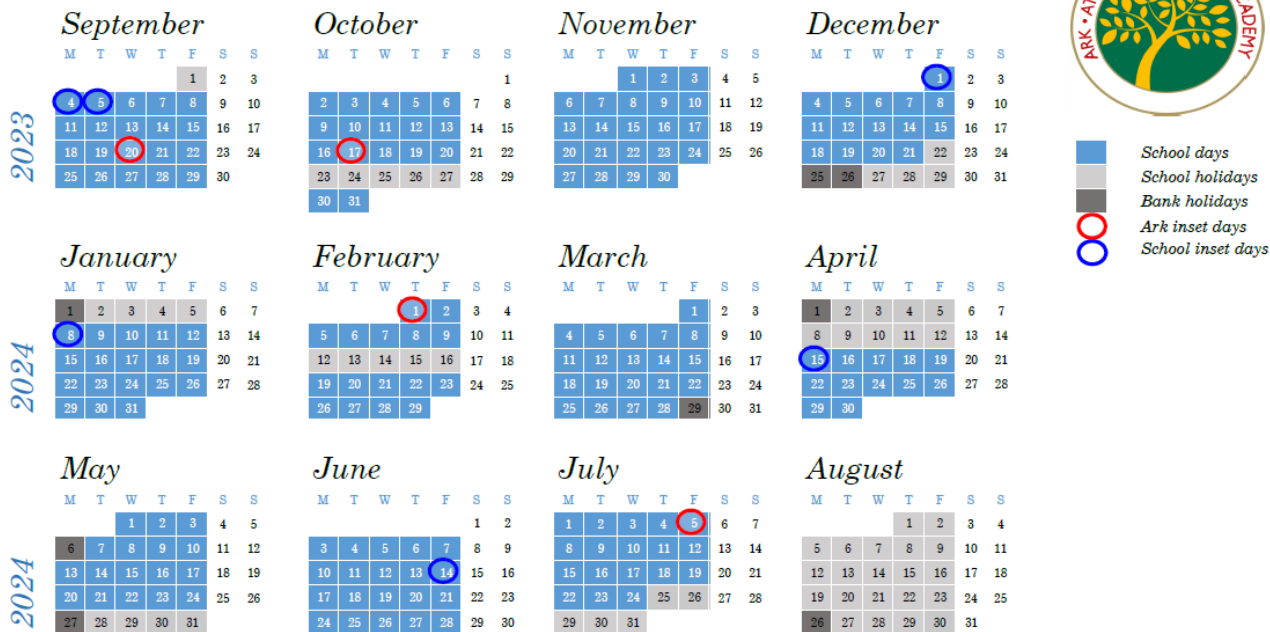 ARK • AT
CADEMY
2023
September
M T W T F S S
1 2 3
4 5 6 7 8 9 10
11 12 13 14 15 16 17
18 19 20 21 22 23 24
25 26 27 28 29 30
October
M T W T F S S
1
2 3 4 5 6 7 8
9 10 11 12 13 14 15
16 17 18 19 20 21 22
23 24 25 26 27 28 29
30 31
November
M T W T F S S
1 2 3 4 5
6 7 8 9 10 11 12
13 14 15 16 17 18 19
20 21 22 23 24 25 26
27 28 29 30
December
M T W T F S S
1 2 3
4 5 6 7 8 9 10
11 12 13 14 15 16 17
18 19 20 21 22 23 24
25 26 27 28 29 30 31
School days
School holidays
Bank holidays
Ark inset days
School inset days
2024
January
M T W T F S S
1 2 3 4 5 6 7
8 9 10 11 12 13 14
15 16 17 18 19 20 21
22 23 24 25 26 27 28
29 30 31
February
M T W T F S S
1 2 3 4
5 6 7 8 9 10 11
12 13 14 15 16 17 18
19 20 21 22 23 24 25
26 27 28 29
March
M T W T F S S
1 2 3
4 5 6 7 8 9 10
11 12 13 14 15 16 17
18 19 20 21 22 23 24
25 26 27 28 29 30 31
April
M T W T F S S
1 2 3 4 5 6 7
8 9 10 11 12 13 14
15 16 17 18 19 20 21
22 23 24 25 26 27 28
29 30
2024
May
M T W T F S S
1 2 3 4 5
6 7 8 9 10 11 12
13 14 15 16 17 18 19
20 21 22 23 24 25 26
27 28 29 30 31
June
M T W T F S S
1 2
3 4 5 6 7 8 9
10 11 12 13 14 15 16
17 18 19 20 21 22 23
24 25 26 27 28 29 30
July
M T W T F S S
1 2 3 4 5 6 7
8 9 10 11 12 13 14
15 16 17 18 19 20 21
22 23 24 25 26 27 28
29 30 31
August
M T W T F S S
1 2 3 4
5 6 7 8 9 10 11
12 13 14 15 16 17 18
19 20 21 22 23 24 25
26 27 28 29 30 31